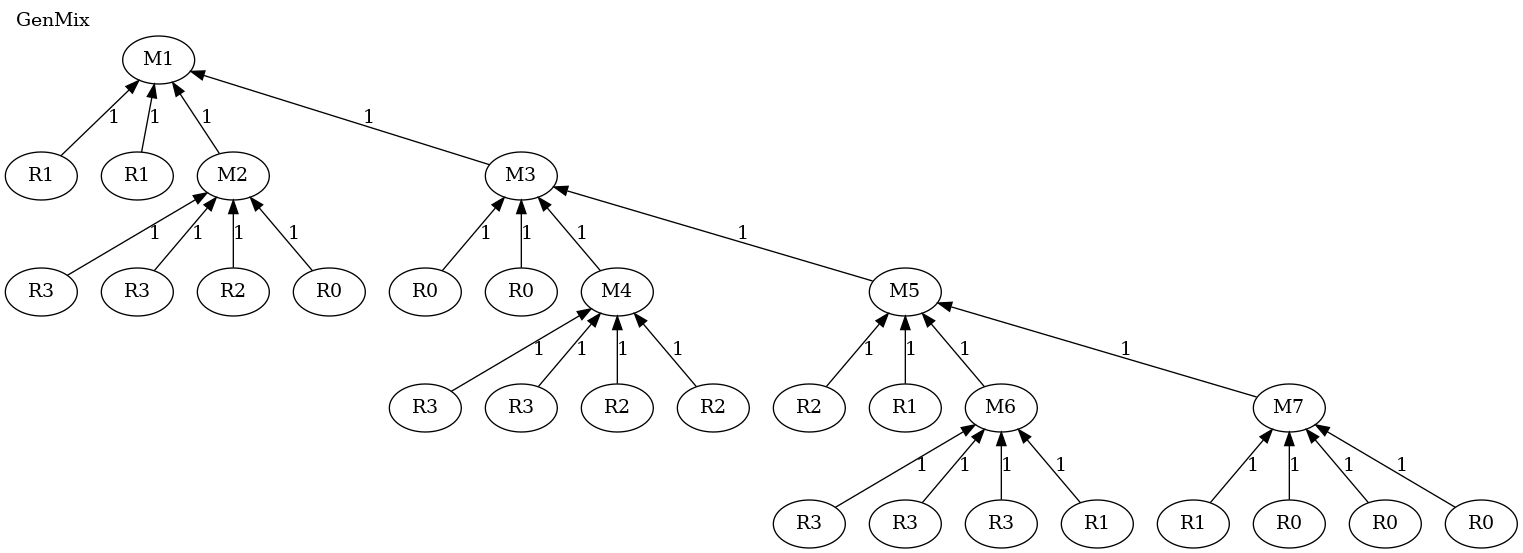 GenMix
M1
1 1 1 1
R1 R1 M2 M3
1 1 1 1 1 1 1 1
R3 R3 R2 R0 R0 R0 M4 M5
1 1 1 1 1 1 1 1
R3 R3 R2 R2 R2 R1 M6 M7
1 1 1 1 1 1 1 1
R3 R3 R3 R1 R1 R0 R0 R0